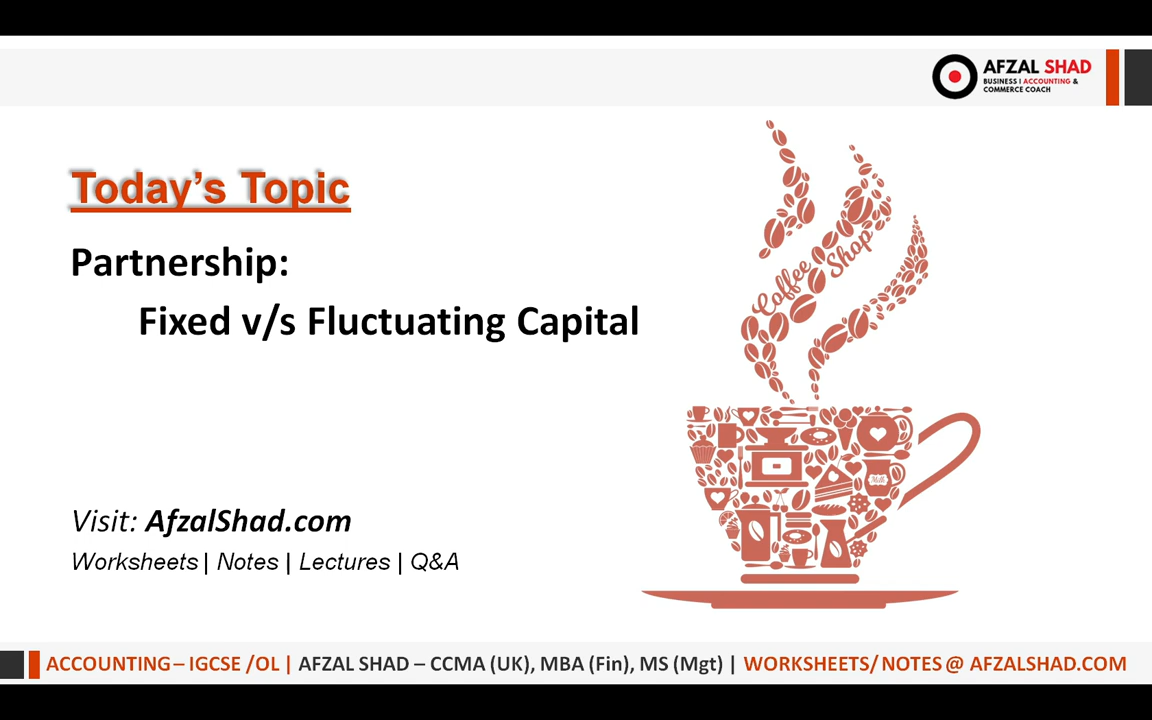 AFZAL SHAD
BUSINESS I ACCOUNTING &
COMMERCE COACH
Today's Topic
Partnership:
Fixed v/s Fluctuating Capital
Coffee Shop
Milk
Visit: AfzalShad.com
Worksheets | Notes | Lectures | Q&A
ACCOUNTING – IGCSE /OL | AFZAL SHAD – CCMA (UK), MBA (Fin), MS (Mgt) | WORKSHEETS/ NOTES @ AFZALSHAD.COM